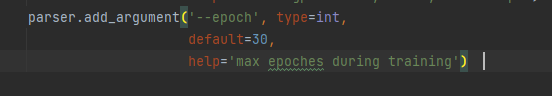 parser.add_argument('--epoch', type=int,
default=30,
help='max epoches during training')